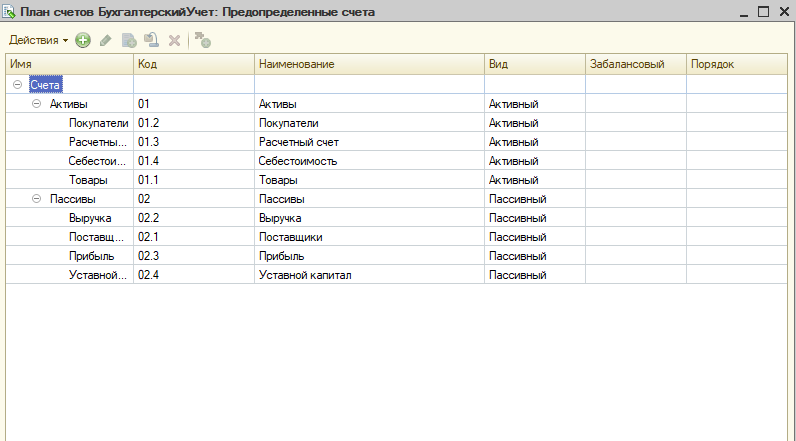 План счетов БухгалтерскийУчет: Предопределенные счета
Действия
Имя Код Наименование Вид Забалансовый Порядок
Счета
Активы 01 Активы Активный
Покупатели 01.2 Покупатели Активный
Расчетны... 01.3 Расчетный счет Активный
Себестои... 01.4 Себестоимость Активный
Товары 01.1 Товары Активный
Пассивы 02 Пассивы Пассивный
Выручка 02.2 Выручка Пассивный
Поставщ... 02.1 Поставщики Пассивный
Прибыль 02.3 Прибыль Пассивный
Уставной... 02.4 Уставной капитал Пассивный